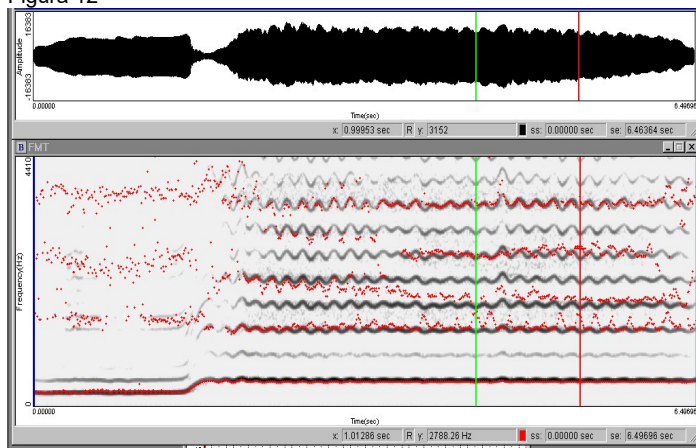 Figura 12
16383
Amplitude
-16383
0.00000
Time(sec)
6.49696
x: 0.99953 sec R y: 3152 ss: 0.00000 sec se: 6.46364 sec
B FMT
4410
Frequency(Hz)
0
0.00000
Time(sec)
6.49696
x: 1.01286 sec R y: 2788.26 Hz ss: 0.00000 sec se: 6.49696 sec